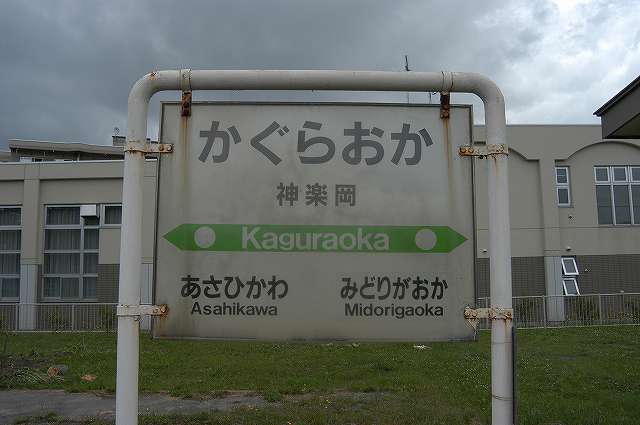 かぐらおか
神楽岡
Kaguraoka
あさひかわ みどりがおか
Asahikawa Midorigaoka